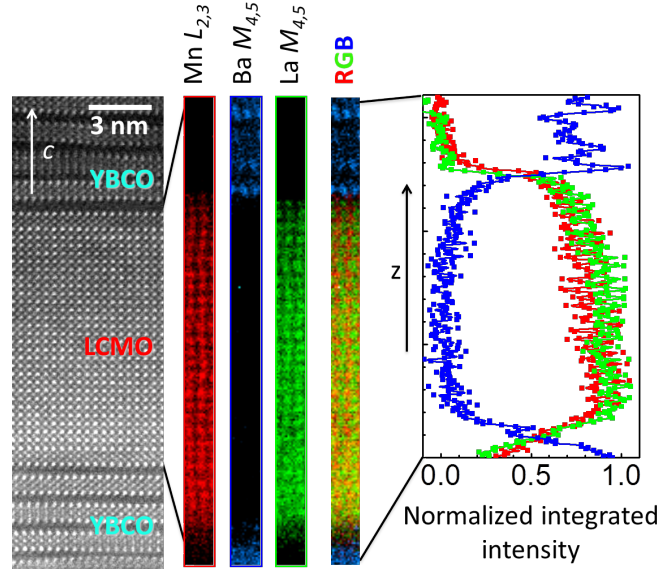 Mn L2,3
Ba M4,5
La M4,5
RGB
3 nm
c
YBCO
LCMO
YBCO
z
0.0 0.5 1.0
Normalized integrated
intensity